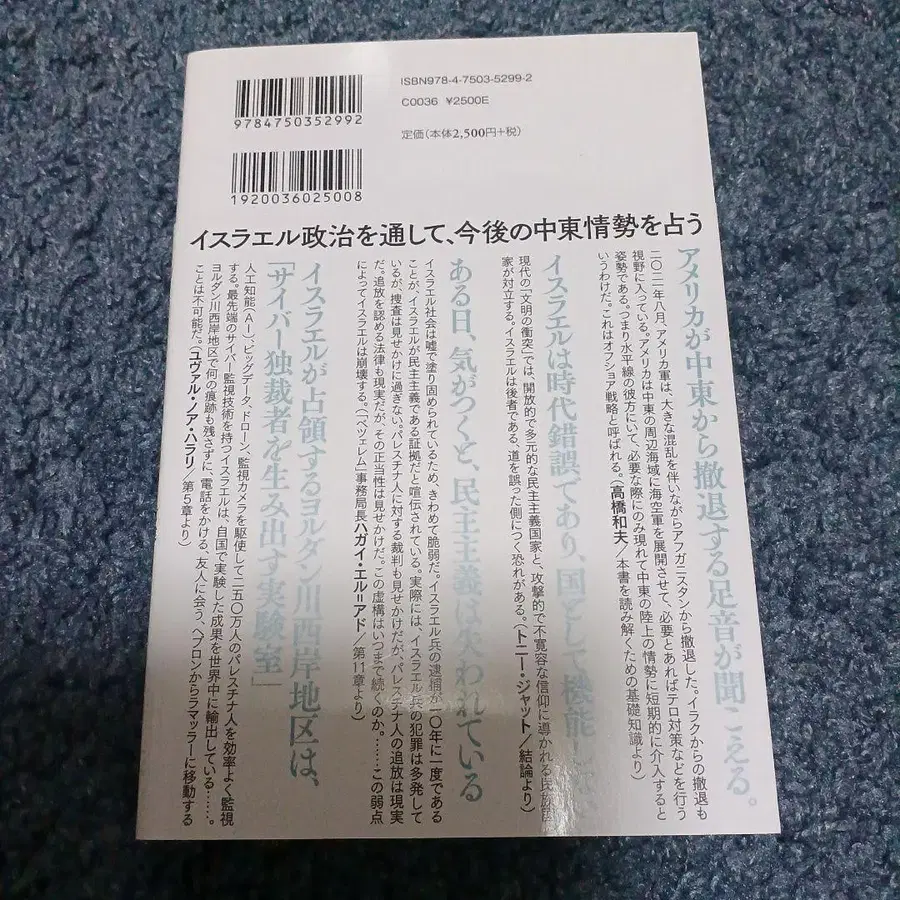 ISBN978-4-7503-5299-2
C0036 ¥2500E
定価(本体2,500円+税)
9784750352992
1920036025008
イスラエル政治を通して、今後の中東情勢を占う
アメリカが中東から撤退する足音が聞こえる。
二〇二一年八月、アメリカ軍は、大きな混乱を伴いながらアフガニスタンから撤退した。イラクからの撤退も
視野に入っている。アメリカは中東の周辺海域に海空軍を展開させて、必要とあればテロ対策などを行う
姿勢である。つまり水平線の彼方にいて、必要な際にのみ現れて中東の陸上の情勢に短期的に介入すると
いうわけだ。これはオフショア戦略と呼ばれる。(高橋和夫/本書を読み解くための基礎知識より)
イスラエルは時代錯誤であり、国として機能し
現代の「文明の衝突」では、開放的で多元的な民主主義国家と、攻撃的で不寛容な信仰に導かれる民族国
家が対立する。イスラエルは後者である、道を誤った側につく恐れがある。(トニー・ジャット/結論より)
ある日、気がつくと、民主主義は失われている
イスラエル社会は嘘で塗り固められているため、きわめて脆弱だ。イスラエル兵の逮捕が一〇年に一度である
ことが、イスラエルが民主主義である証拠だと喧伝されている。実際には、イスラエル兵の犯罪は多発して
いるが、捜査は見せかけに過ぎない。パレスチナ人に対する裁判も見せかけだが、パレスチナ人の追放は現実
だ。追放を認める法律も現実だが、その正当性は見せかけだ。この虚構はいつまで続くのか。……この弱点
によってイスラエルは崩壊する。(「ベツェレム」事務局長ハガイ・エル=アド/第11章より)
イスラエルが占領するヨルダン川西岸地区は、
「サイバー独裁者を生み出す実験室」
人工知能(AI)、ビッグデータ、ドローン、監視カメラを駆使して二五〇万人のパレスチナ人を効率よく監視
する。最先端のサイバー監視技術を持つイスラエルは、自国で実験した成果を世界中に輸出している……。
ヨルダン川西岸地区で何の痕跡も残さずに、電話をかける、友人に会う、ヘブロンからラマッラーに移動する
ことは不可能だ。(ユヴァル・ノア・ハラリ/第5章より)